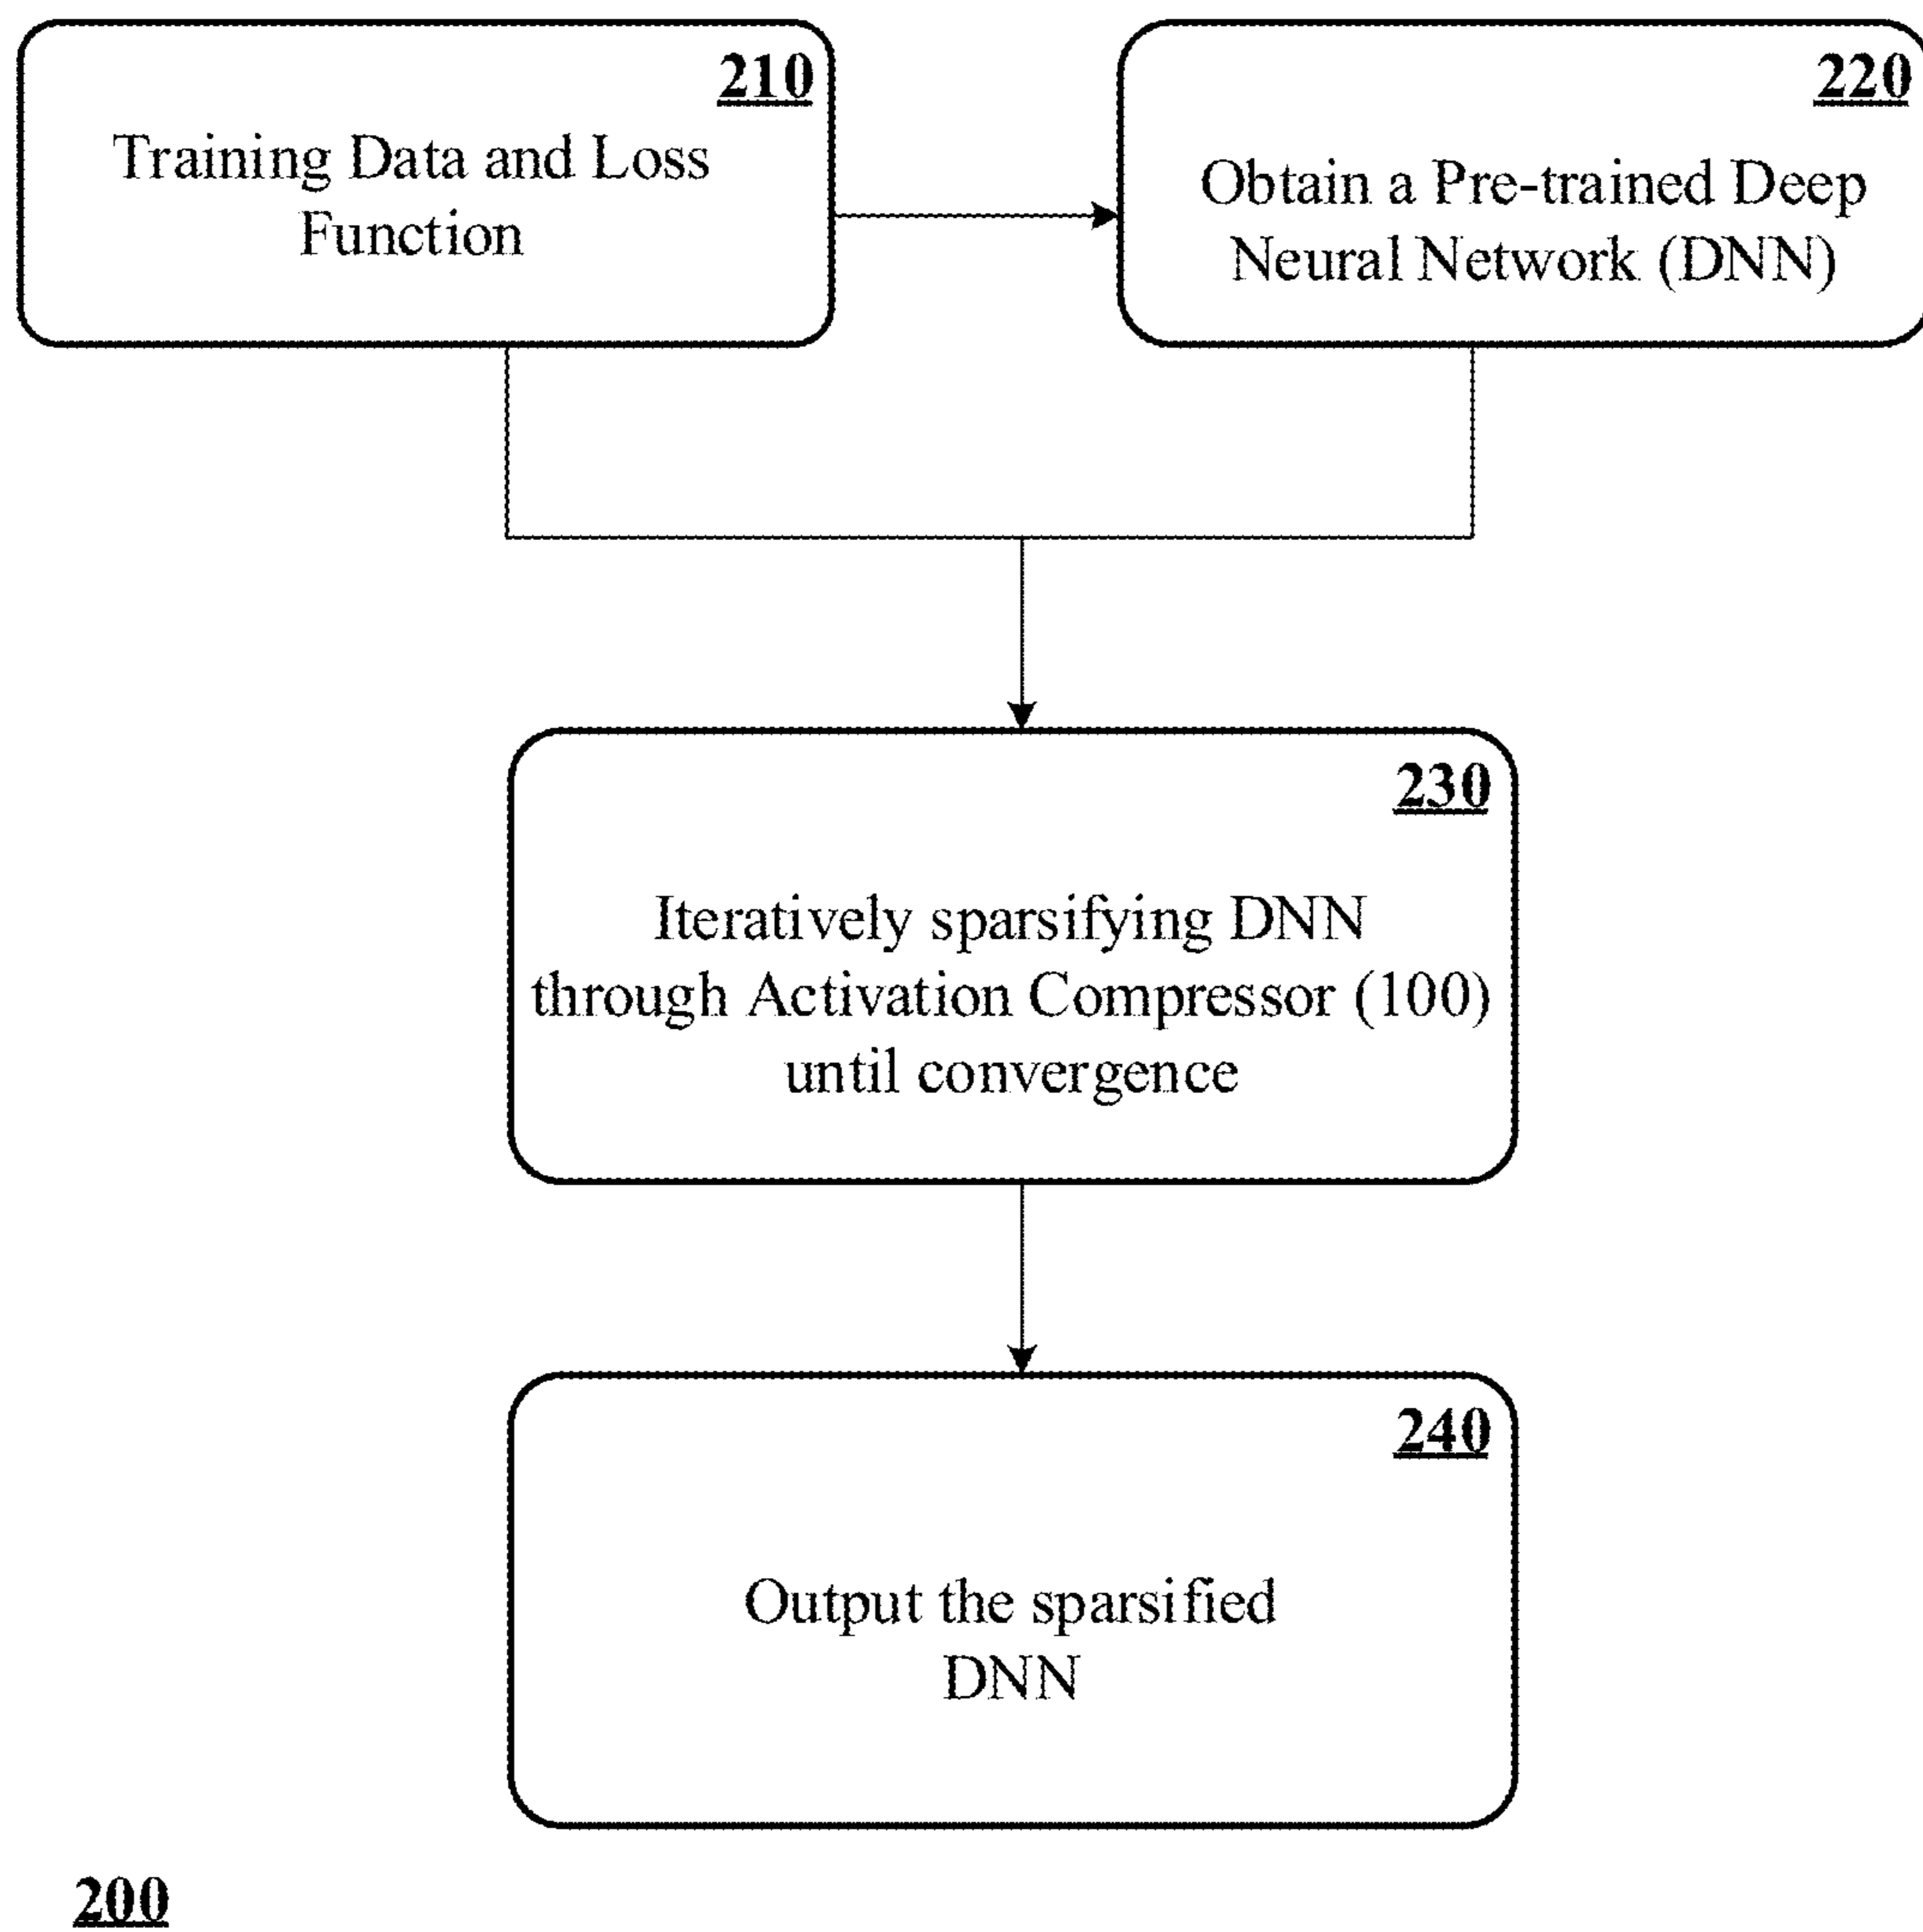 210
Training Data and Loss
Function
220
Obtain a Pre-trained Deep
Neural Network (DNN)
230
Iteratively sparsifying DNN
through Activation Compressor (100)
until convergence
240
Output the sparsified
DNN
200